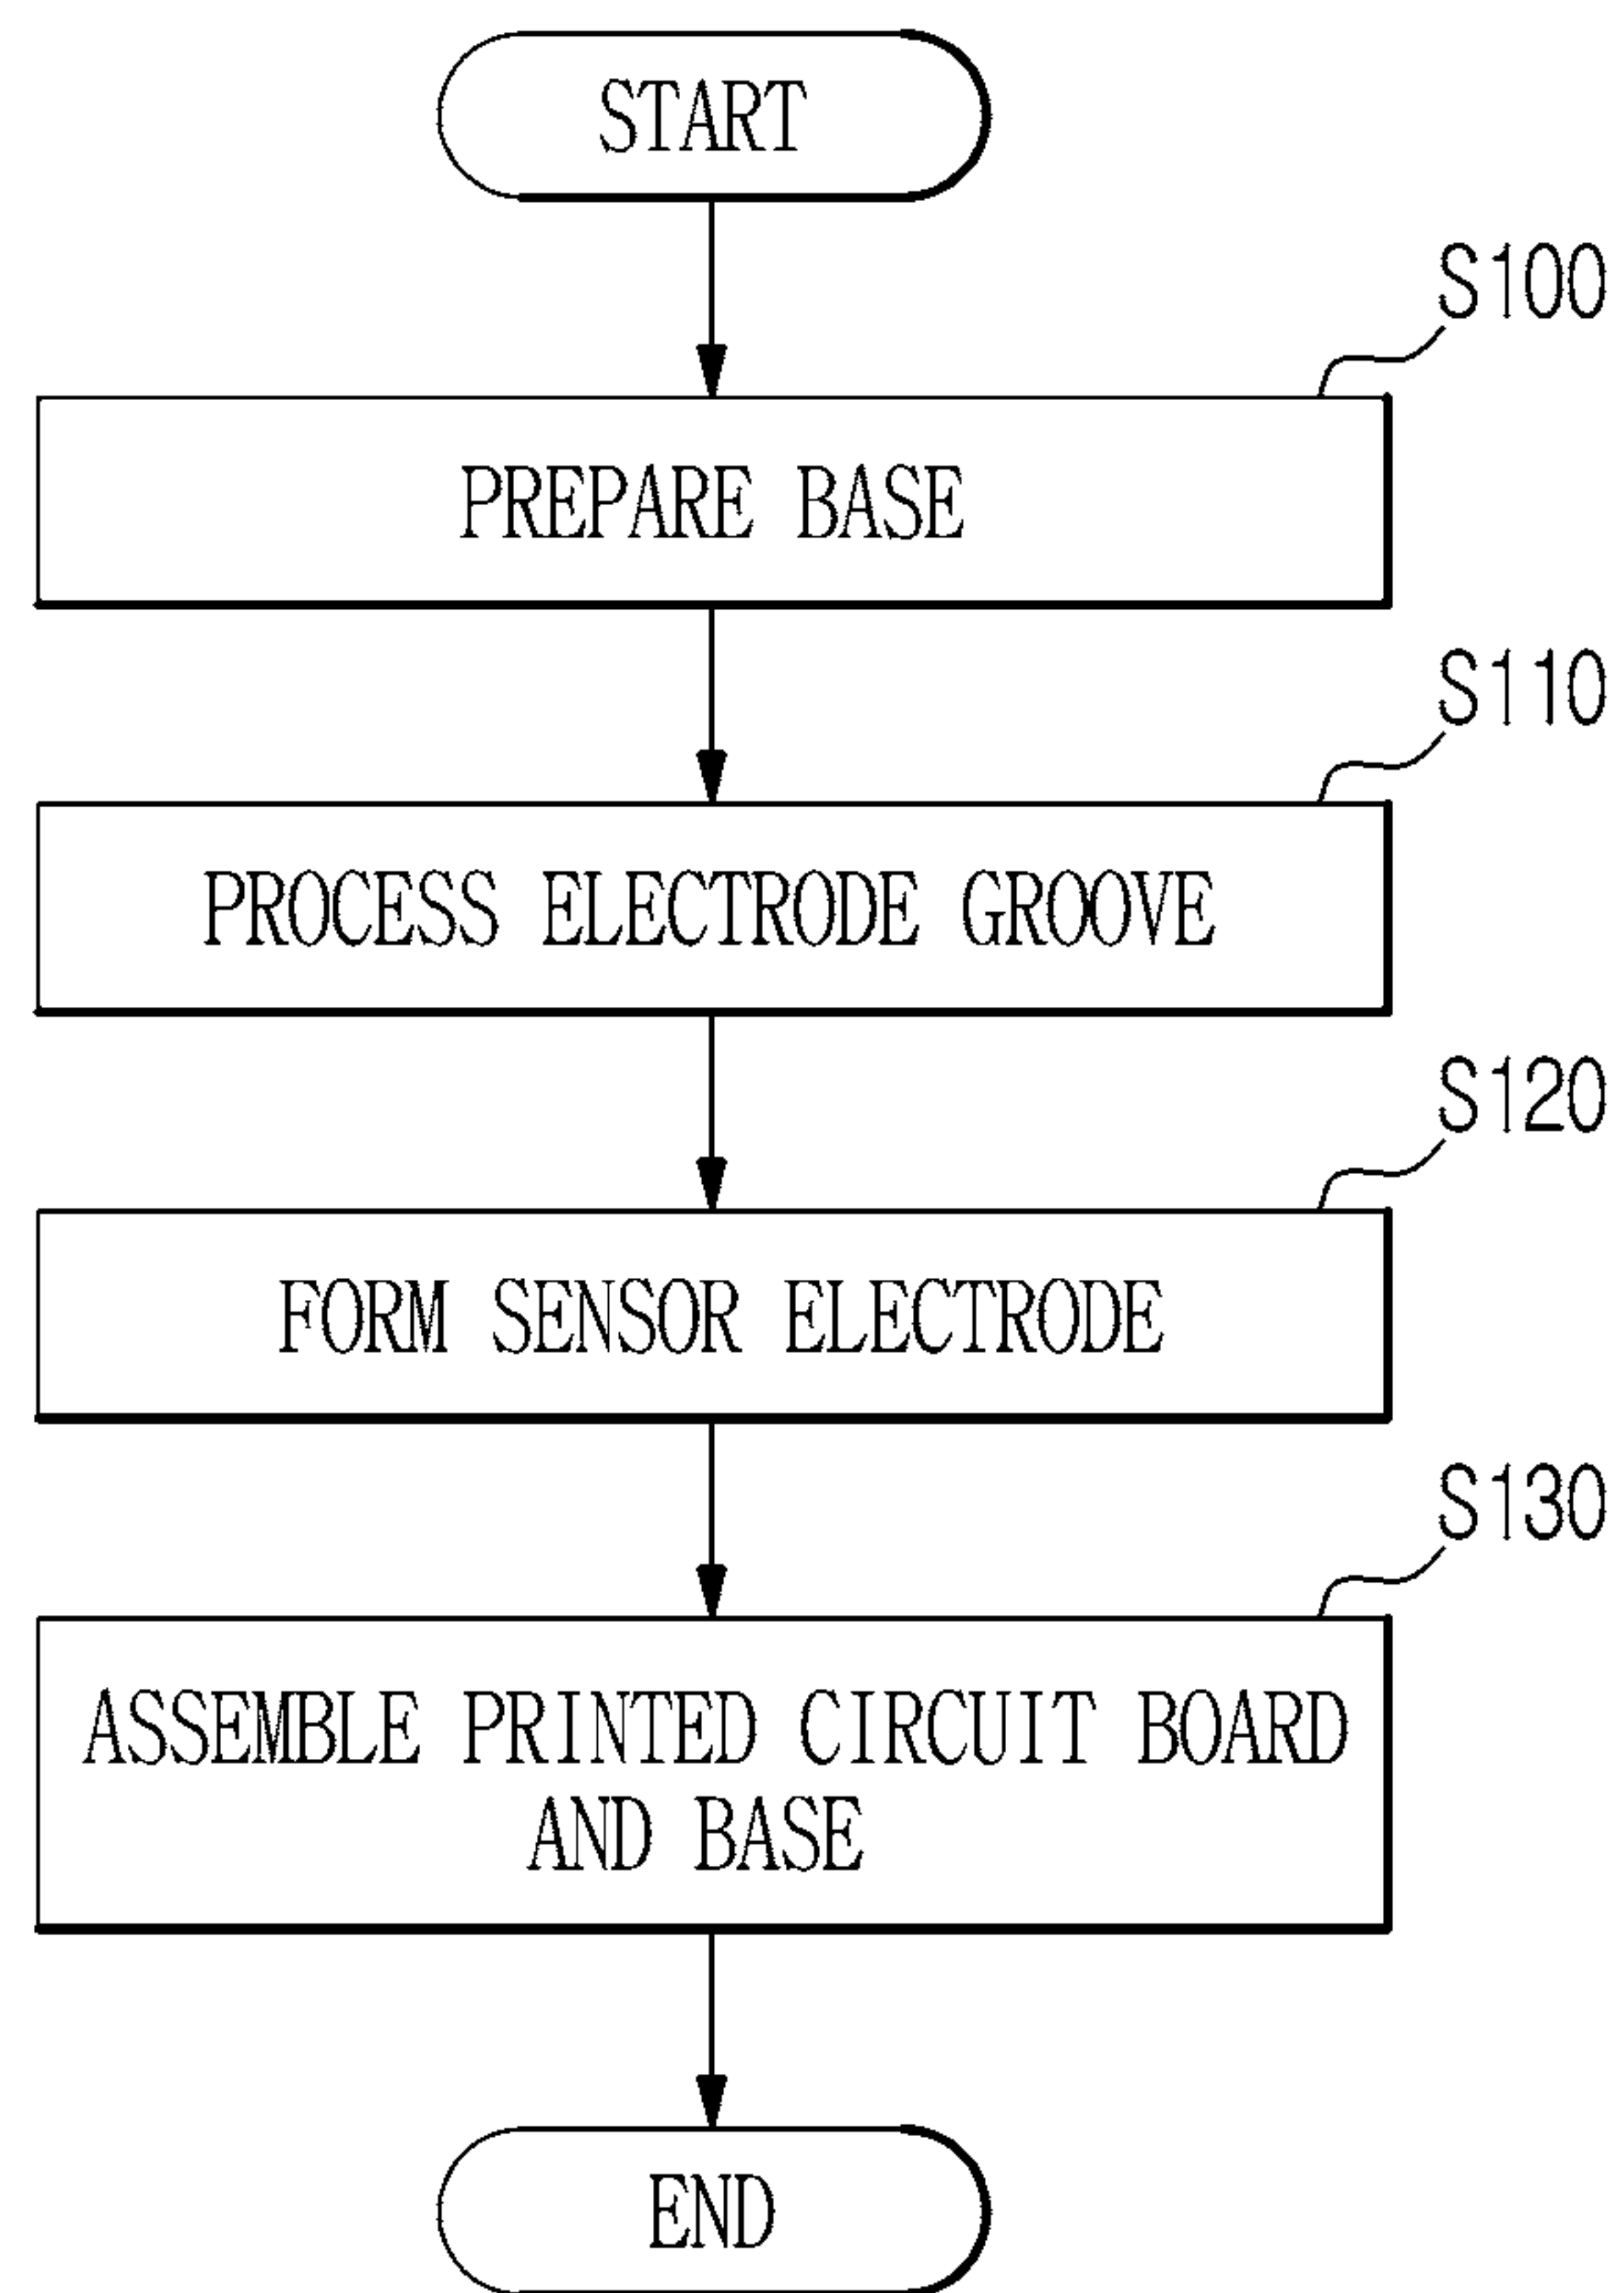 START
S100
PREPARE BASE
S110
PROCESS ELECTRODE GROOVE
S120
FORM SENSOR ELECTRODE
S130
ASSEMBLE PRINTED CIRCUIT BOARD
AND BASE
END